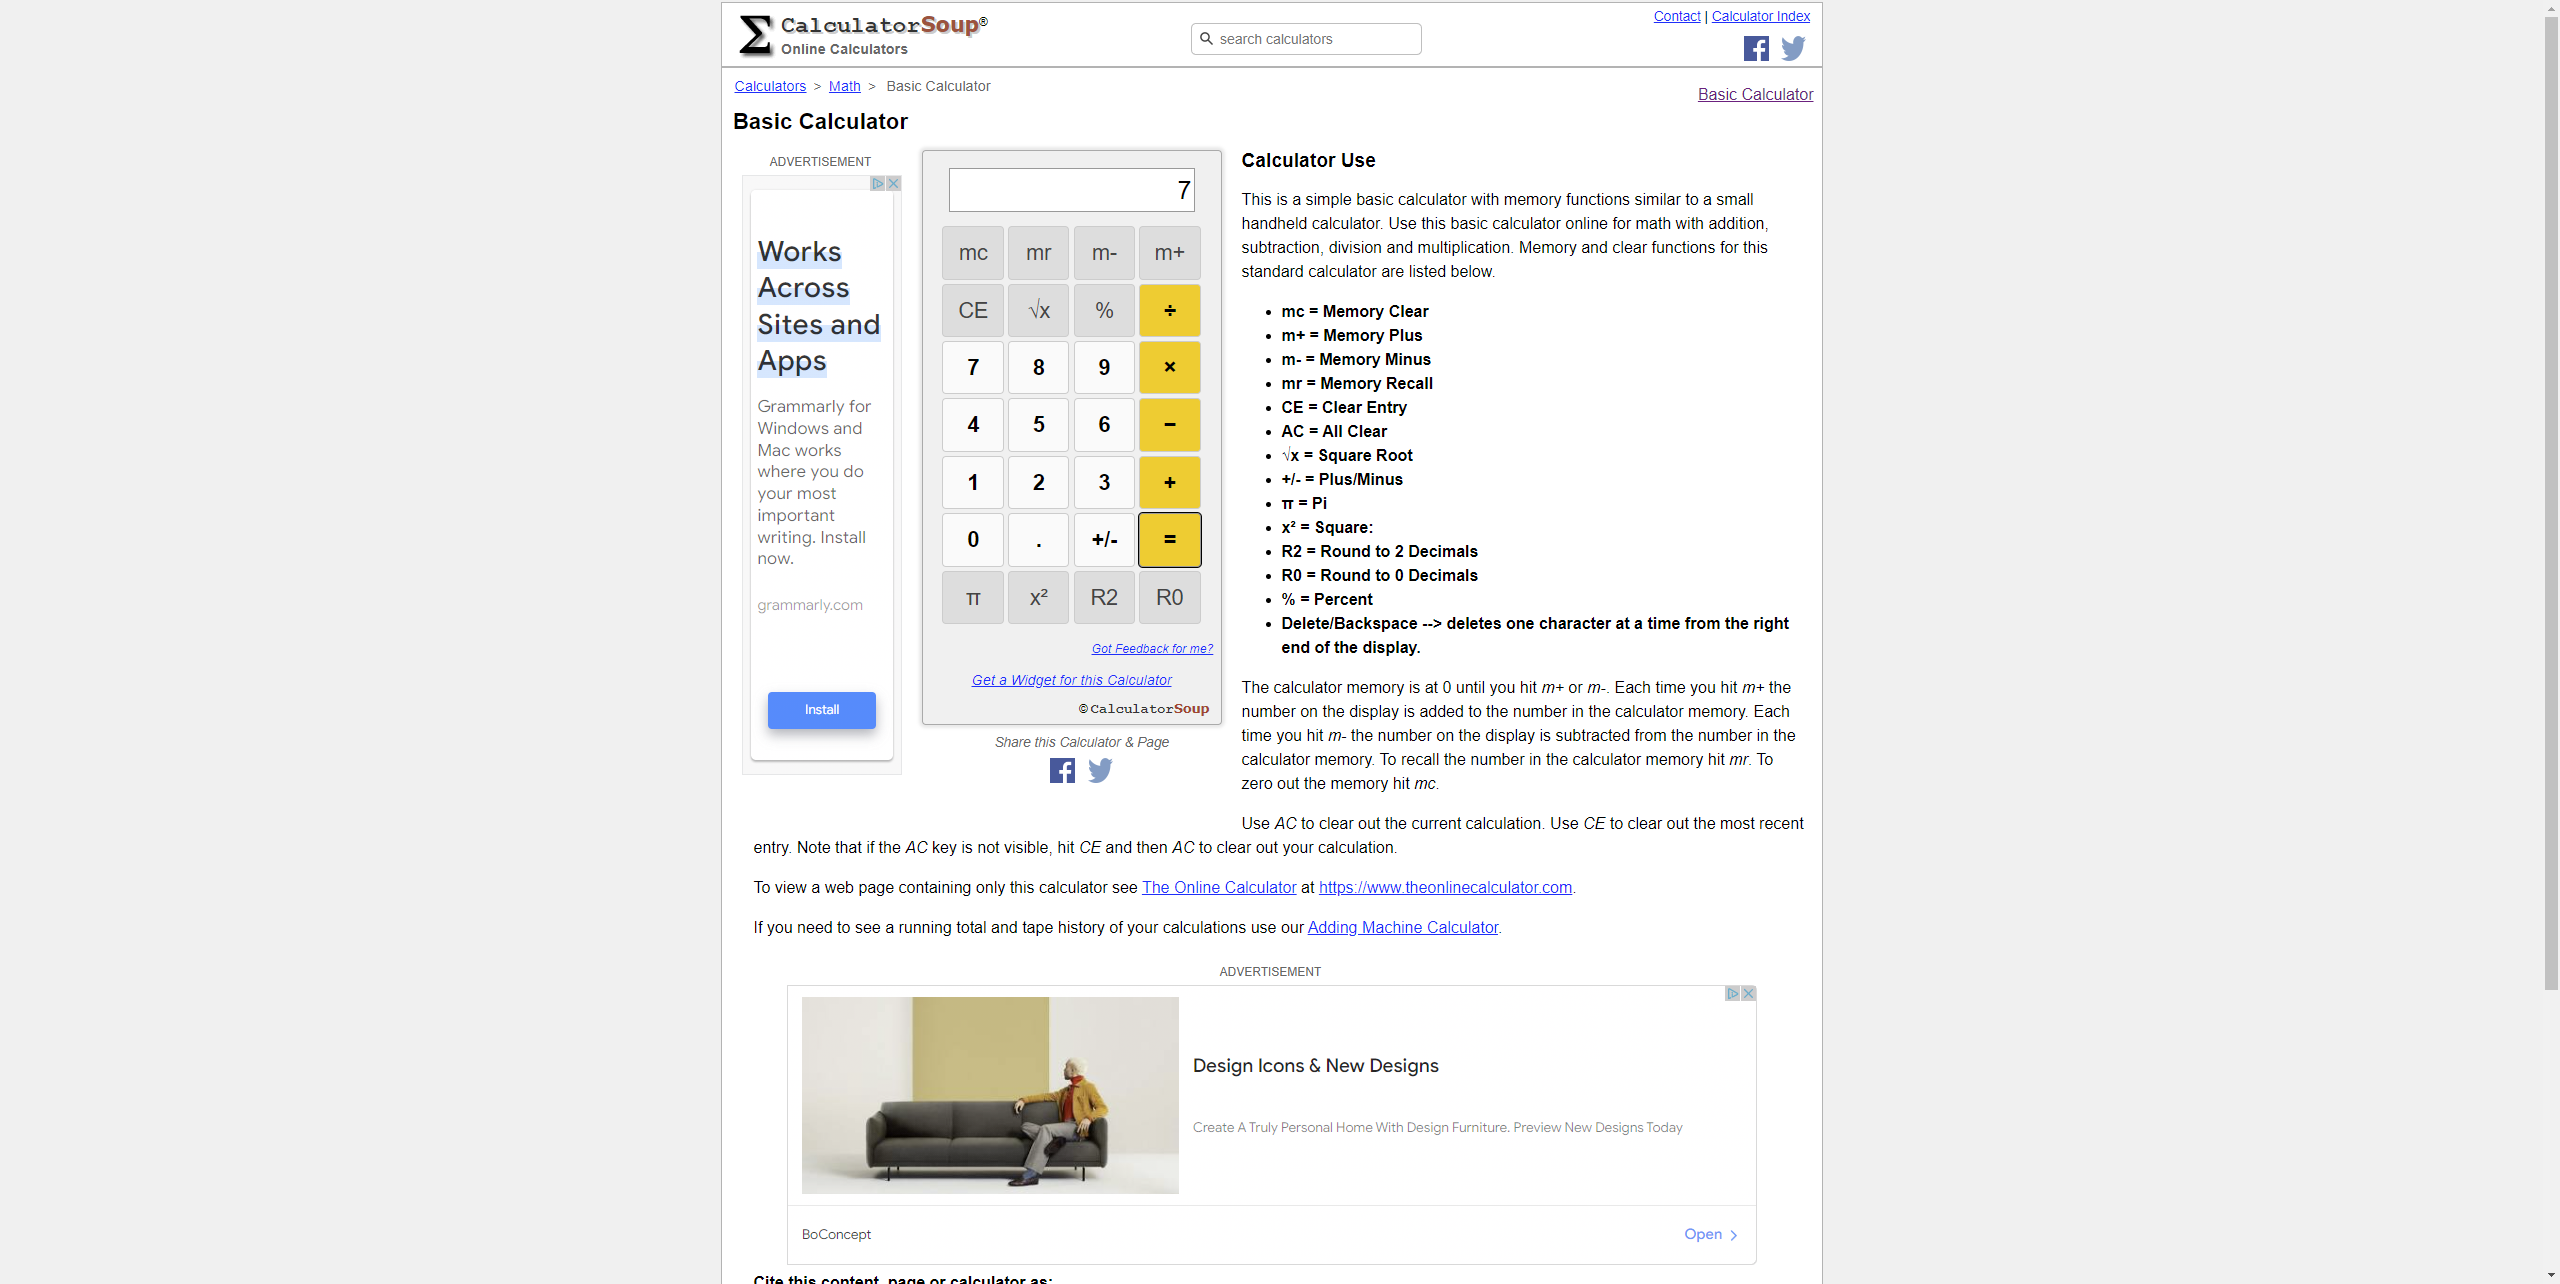 CalculatorSoup®
Online Calculators
search calculators
Contact | Calculator Index
Calculators > Math > Basic Calculator
Basic Calculator
Basic Calculator
ADVERTISEMENT
Works
Across
Sites and
Apps
Grammarly for
Windows and
Mac works
where you do
your most
important
writing. Install
now.
grammarly.com
Install
7
mc mr m- m+
CE √x % ÷
7 8 9 ×
4 5 6 −
1 2 3 +
0 . +/- =
π x² R2 R0
Got Feedback for me?
Get a Widget for this Calculator
©CalculatorSoup
Share this Calculator & Page
Calculator Use
This is a simple basic calculator with memory functions similar to a small
handheld calculator. Use this basic calculator online for math with addition,
subtraction, division and multiplication. Memory and clear functions for this
standard calculator are listed below.
• mc = Memory Clear
• m+ = Memory Plus
• m- = Memory Minus
• mr = Memory Recall
• CE = Clear Entry
• AC = All Clear
• √x = Square Root
• +/- = Plus/Minus
• π = Pi
• x² = Square:
• R2 = Round to 2 Decimals
• R0 = Round to 0 Decimals
• % = Percent
• Delete/Backspace --> deletes one character at a time from the right
end of the display.
The calculator memory is at 0 until you hit m+ or m-. Each time you hit m+ the
number on the display is added to the number in the calculator memory. Each
time you hit m- the number on the display is subtracted from the number in the
calculator memory. To recall the number in the calculator memory hit mr. To
zero out the memory hit mc.
Use AC to clear out the current calculation. Use CE to clear out the most recent
entry. Note that if the AC key is not visible, hit CE and then AC to clear out your calculation.
To view a web page containing only this calculator see The Online Calculator at https://www.theonlinecalculator.com.
If you need to see a running total and tape history of your calculations use our Adding Machine Calculator.
ADVERTISEMENT
Design Icons & New Designs
Create A Truly Personal Home With Design Furniture. Preview New Designs Today
BoConcept
Open >
Cite this content, page or calculator as: